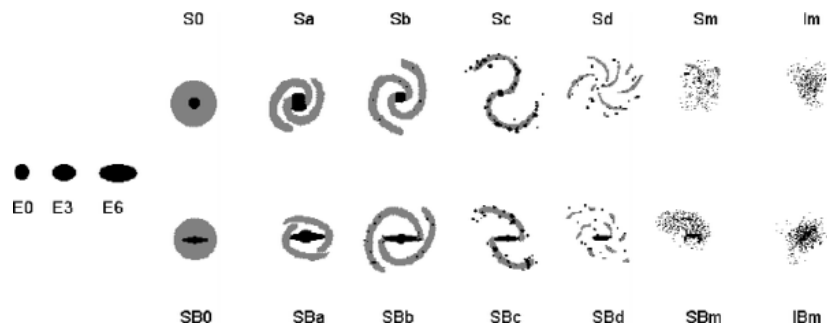 S0 Sa Sb Sc Sd Sm Im
E0 E3 E6
SB0 SBa SBb SBc SBd SBm IBm